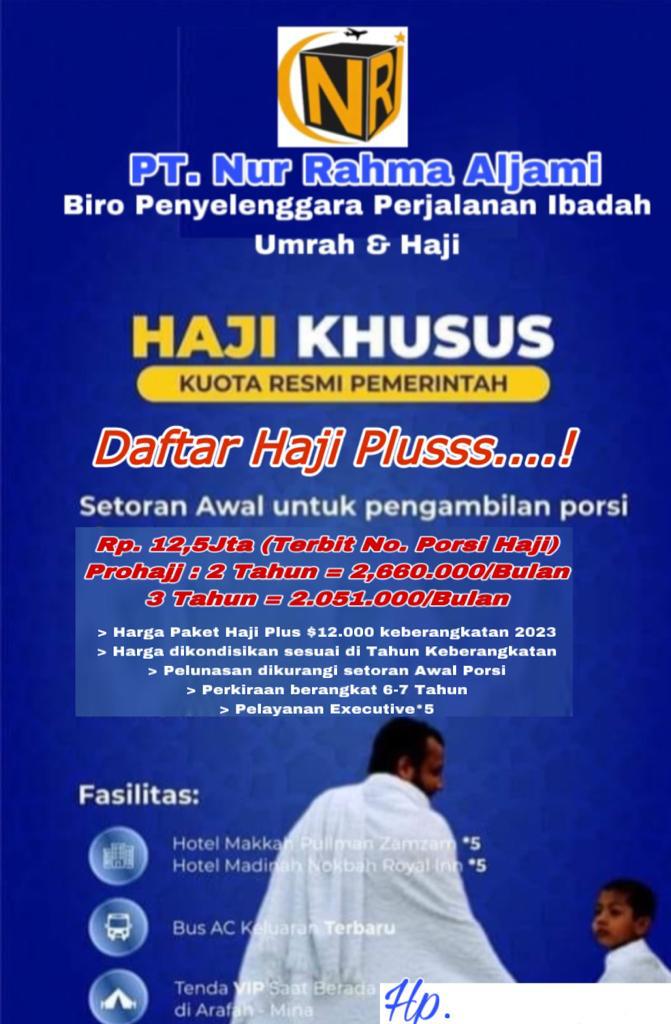 NR
PT. Nur Rahma Aljami
Biro Penyelenggara Perjalanan Ibadah
Umrah & Haji
HAJI KHUSUS
KUOTA RESMI PEMERINTAH
Daftar Haji Plusss....!
Setoran Awal untuk pengambilan porsi
Rp. 12,5Jta (Terbit No. Porsi Haji)
Prohajj : 2 Tahun = 2,660.000/Bulan
3 Tahun = 2.051.000/Bulan
> Harga Paket Haji Plus $12.000 keberangkatan 2023
> Harga dikondisikan sesuai di Tahun Keberangkatan
> Pelunasan dikurangi setoran Awal Porsi
> Perkiraan berangkat 6-7 Tahun
> Pelayanan Executive*5
Fasilitas:
Hotel Makkah Pullman Zamzam *5
Hotel Madinah Nokbah Royal Inn *5
Bus AC Keluaran Terbaru
Tenda VIP Saat Berada
di Arafah - Mina
Hp.